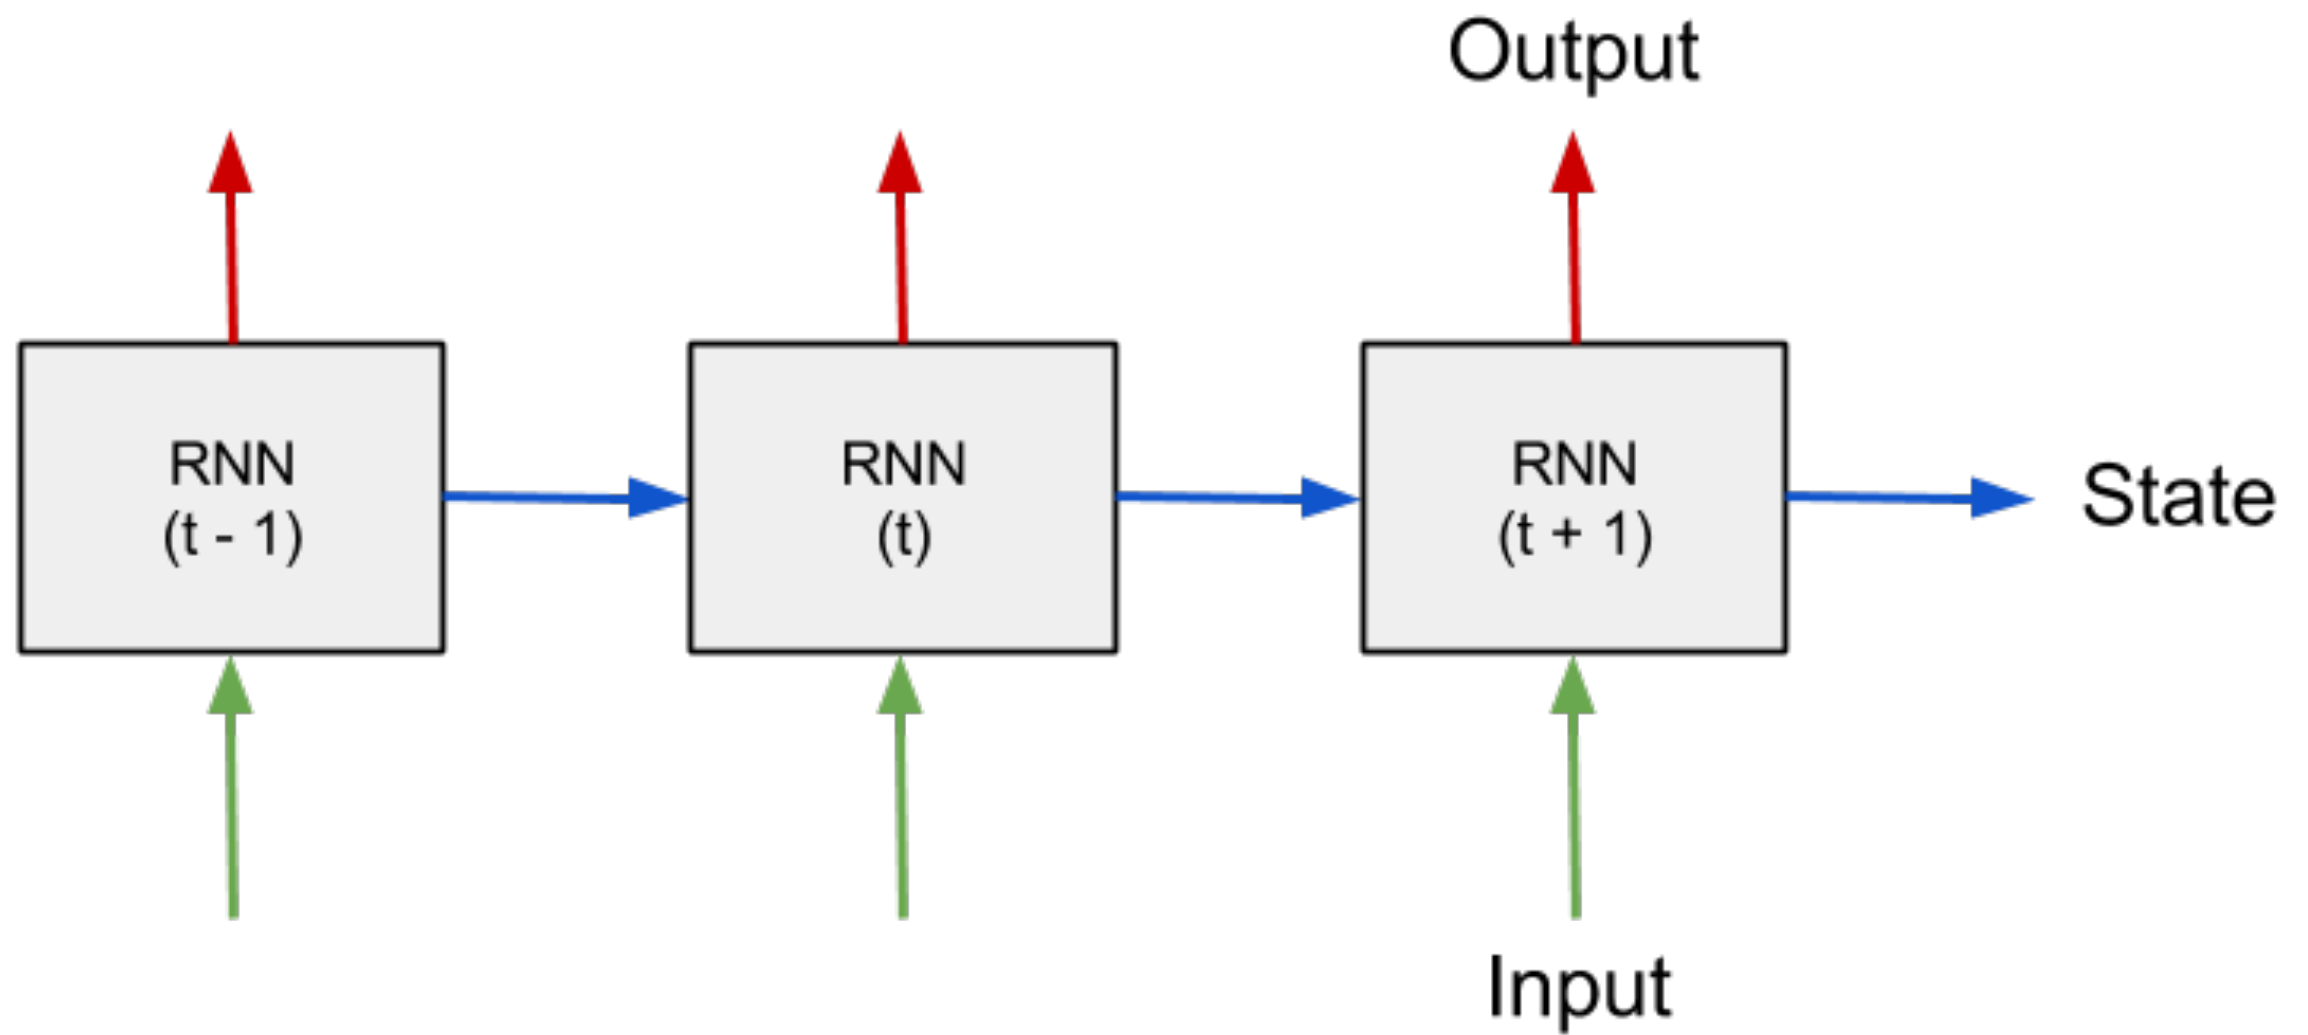 Output
RNN
(t - 1)
RNN
(t)
RNN
(t + 1)
State
Input